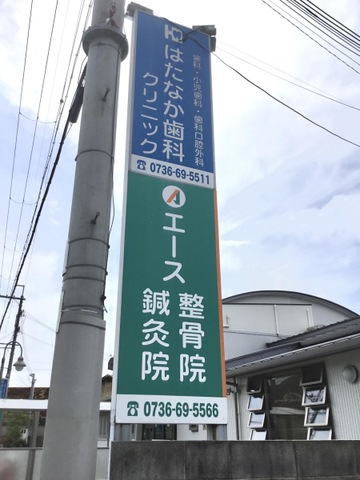 はたなか歯科
クリニック
歯科・小児歯科・歯科口腔外科
☎0736-69-5511
エース
整骨院
鍼灸院
☎0736-69-5566